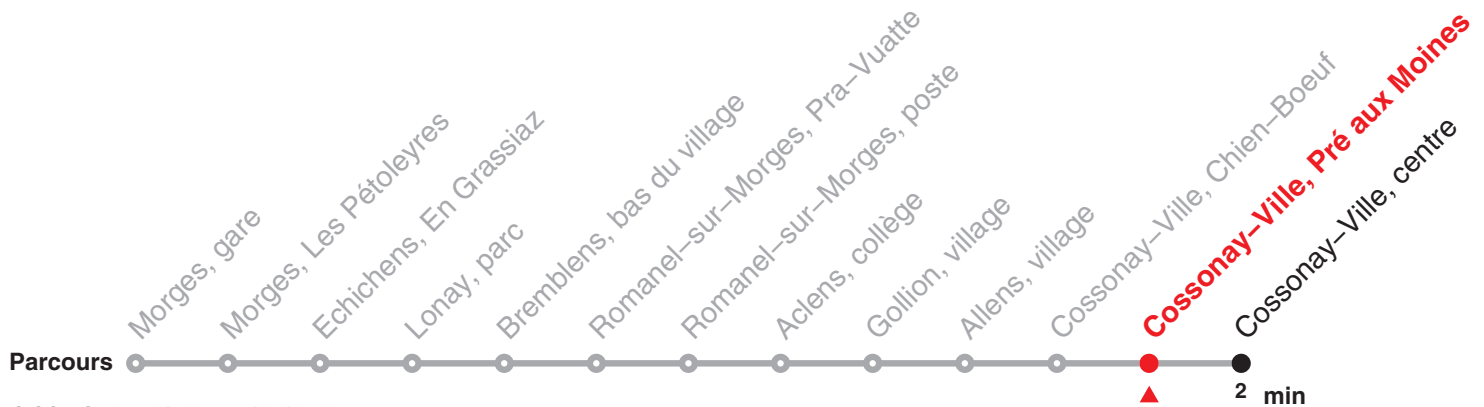 Morges, gare
Morges, Les Pétoleyres
Echichens, En Grassiaz
Lonay, parc
Bremblens, bas du village
Romanel–sur–Morges, Pra–Vuatte
Romanel–sur–Morges, poste
Aclens, collège
Gollion, village
Allens, village
Cossonay–Ville, Chien–Boeuf
Cossonay–Ville, Pré aux Moines
Cossonay–Ville, centre
Parcours
2 min